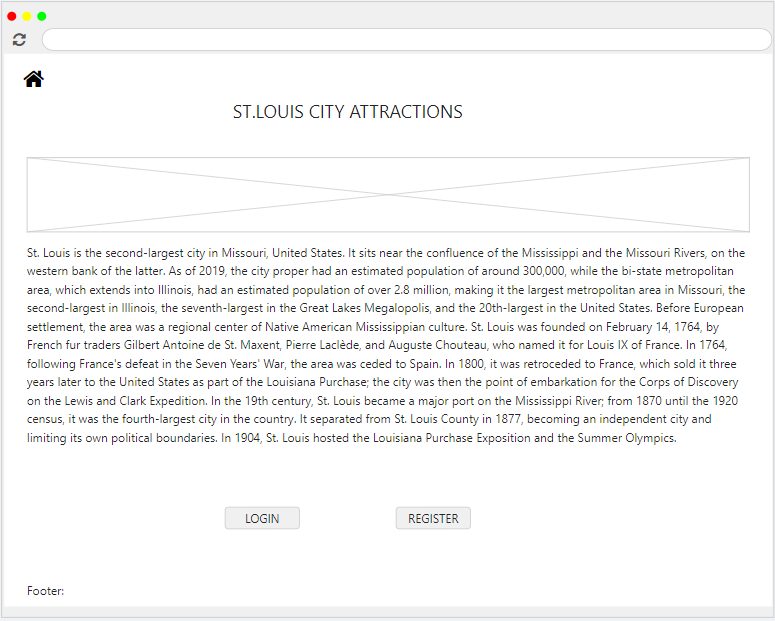 ST.LOUIS CITY ATTRACTIONS
St. Louis is the second-largest city in Missouri, United States. It sits near the confluence of the Mississippi and the Missouri Rivers, on the
western bank of the latter. As of 2019, the city proper had an estimated population of around 300,000, while the bi-state metropolitan
area, which extends into Illinois, had an estimated population of over 2.8 million, making it the largest metropolitan area in Missouri, the
second-largest in Illinois, the seventh-largest in the Great Lakes Megalopolis, and the 20th-largest in the United States. Before European
settlement, the area was a regional center of Native American Mississippian culture. St. Louis was founded on February 14, 1764, by
French fur traders Gilbert Antoine de St. Maxent, Pierre Laclède, and Auguste Chouteau, who named it for Louis IX of France. In 1764,
following France's defeat in the Seven Years' War, the area was ceded to Spain. In 1800, it was retroceded to France, which sold it three
years later to the United States as part of the Louisiana Purchase; the city was then the point of embarkation for the Corps of Discovery
on the Lewis and Clark Expedition. In the 19th century, St. Louis became a major port on the Mississippi River; from 1870 until the 1920
census, it was the fourth-largest city in the country. It separated from St. Louis County in 1877, becoming an independent city and
limiting its own political boundaries. In 1904, St. Louis hosted the Louisiana Purchase Exposition and the Summer Olympics.
LOGIN
REGISTER
Footer: